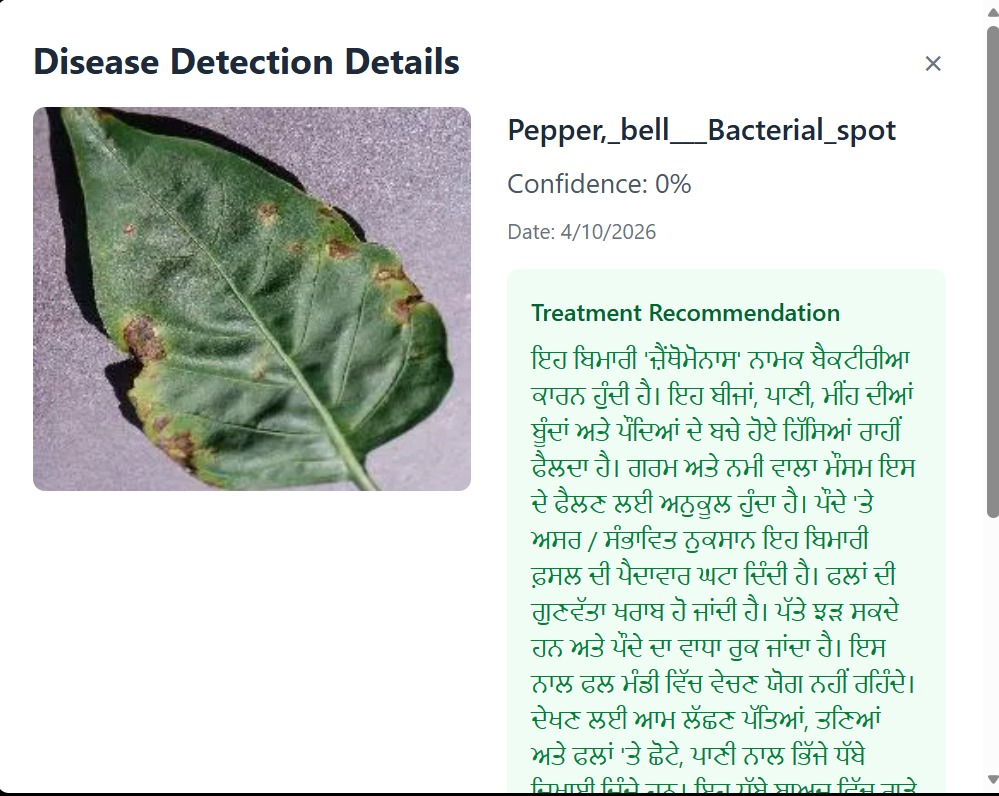 Disease Detection Details
×
Pepper,_bell___Bacterial_spot
Confidence: 0%
Date: 4/10/2026
Treatment Recommendation
ਇਹ ਬਿਮਾਰੀ 'ਜ਼ੈਂਥੋਮੋਨਾਸ' ਨਾਮਕ ਬੈਕਟੀਰੀਆ
ਕਾਰਨ ਹੁੰਦੀ ਹੈ। ਇਹ ਬੀਜਾਂ, ਪਾਣੀ, ਮੀਂਹ ਦੀਆਂ
ਬੂੰਦਾਂ ਅਤੇ ਪੌਦਿਆਂ ਦੇ ਬਚੇ ਹੋਏ ਹਿੱਸਿਆਂ ਰਾਹੀਂ
ਫੈਲਦਾ ਹੈ। ਗਰਮ ਅਤੇ ਨਮੀ ਵਾਲਾ ਮੌਸਮ ਇਸ
ਦੇ ਫੈਲਣ ਲਈ ਅਨੁਕੂਲ ਹੁੰਦਾ ਹੈ। ਪੌਦੇ 'ਤੇ
ਅਸਰ / ਸੰਭਾਵਿਤ ਨੁਕਸਾਨ ਇਹ ਬਿਮਾਰੀ
ਫ਼ਸਲ ਦੀ ਪੈਦਾਵਾਰ ਘਟਾ ਦਿੰਦੀ ਹੈ। ਫਲਾਂ ਦੀ
ਗੁਣਵੱਤਾ ਖਰਾਬ ਹੋ ਜਾਂਦੀ ਹੈ। ਪੱਤੇ ਝੜ ਸਕਦੇ
ਹਨ ਅਤੇ ਪੌਦੇ ਦਾ ਵਾਧਾ ਰੁਕ ਜਾਂਦਾ ਹੈ। ਇਸ
ਨਾਲ ਫਲ ਮੰਡੀ ਵਿੱਚ ਵੇਚਣ ਯੋਗ ਨਹੀਂ ਰਹਿੰਦੇ।
ਦੇਖਣ ਲਈ ਆਮ ਲੱਛਣ ਪੱਤਿਆਂ, ਤਣਿਆਂ
ਅਤੇ ਫਲਾਂ 'ਤੇ ਛੋਟੇ, ਪਾਣੀ ਨਾਲ ਭਿੱਜੇ ਧੱਬੇ